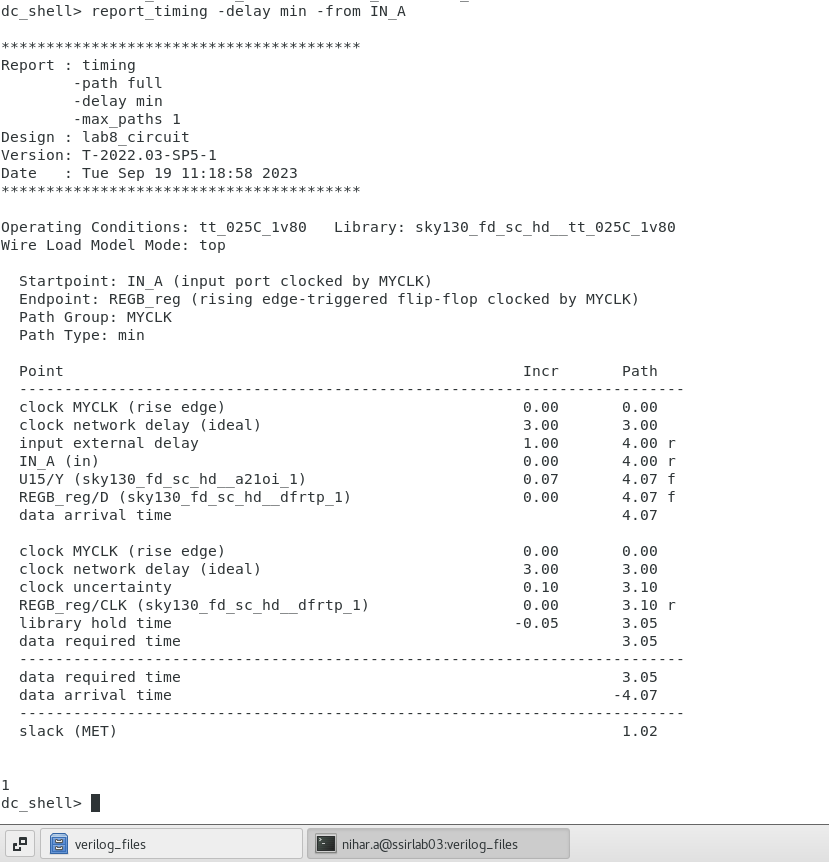 dc_shell> report_timing -delay min -from IN_A
****************************************
Report : timing
        -path full
        -delay min
        -max_paths 1
Design : lab8_circuit
Version: T-2022.03-SP5-1
Date   : Tue Sep 19 11:18:58 2023
****************************************
Operating Conditions: tt_025C_1v80   Library: sky130_fd_sc_hd__tt_025C_1v80
Wire Load Model Mode: top
  Startpoint: IN_A (input port clocked by MYCLK)
  Endpoint: REGB_reg (rising edge-triggered flip-flop clocked by MYCLK)
  Path Group: MYCLK
  Path Type: min
  Point                                                   Incr       Path
  --------------------------------------------------------------------------
  clock MYCLK (rise edge)                                 0.00       0.00
  clock network delay (ideal)                             3.00       3.00
  input external delay                                    1.00       4.00 r
  IN_A (in)                                               0.00       4.00 r
  U15/Y (sky130_fd_sc_hd__a21oi_1)                        0.07       4.07 f
  REGB_reg/D (sky130_fd_sc_hd__dfrtp_1)                   0.00       4.07 f
  data arrival time                                                  4.07
  clock MYCLK (rise edge)                                 0.00       0.00
  clock network delay (ideal)                             3.00       3.00
  clock uncertainty                                       0.10       3.10
  REGB_reg/CLK (sky130_fd_sc_hd__dfrtp_1)                 0.00       3.10 r
  library hold time                                      -0.05       3.05
  data required time                                                 3.05
  --------------------------------------------------------------------------
  data required time                                                 3.05
  data arrival time                                                 -4.07
  --------------------------------------------------------------------------
  slack (MET)                                                        1.02
1
dc_shell>
verilog_files
nihar.a@ssirlab03:verilog_files